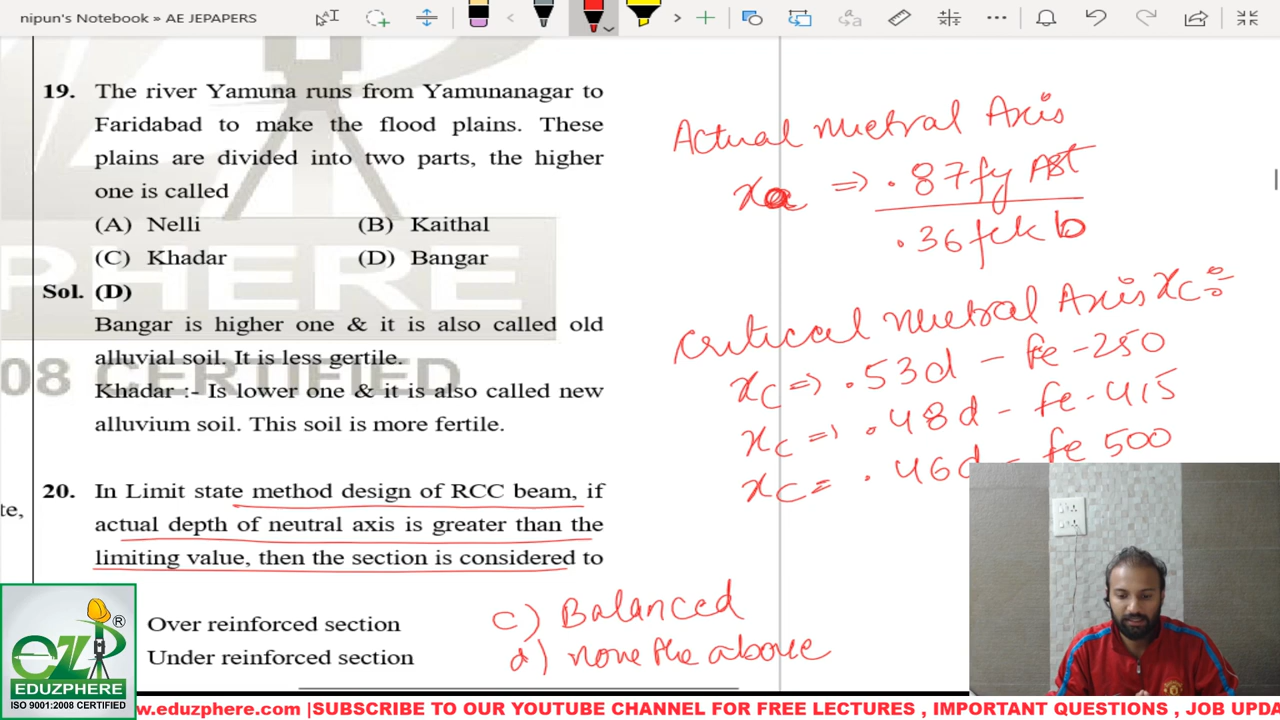 nipun's Notebook » AE JEPAPERS
19. The river Yamuna runs from Yamunanagar to
Faridabad to make the flood plains. These
plains are divided into two parts, the higher
one is called
(A) Nelli (B) Kaithal
(C) Khadar (D) Bangar
Sol. (D)
Bangar is higher one & it is also called old
alluvial soil. It is less gertile.
Khadar :- Is lower one & it is also called new
alluvium soil. This soil is more fertile.
te,
20. In Limit state method design of RCC beam, if
actual depth of neutral axis is greater than the
limiting value, then the section is considered to
Over reinforced section
Under reinforced section
c) Balanced
d) none the above
Actual Nuetral Axis
xa => .87fy Ast
.36fck b
Critical Nuetral Axis xc :-
xc => .53d - fe -250
xc => .48d - fe -415
xc = .46d - fe 500
PHERE
08 CERTIFIED
EZP ®
EDUZPHERE
ISO 9001:2008 CERTIFIED
ww.eduzphere.com |SUBSCRIBE TO OUR YOUTUBE CHANNEL FOR FREE LECTURES , IMPORTANT QUESTIONS , JOB UPDA